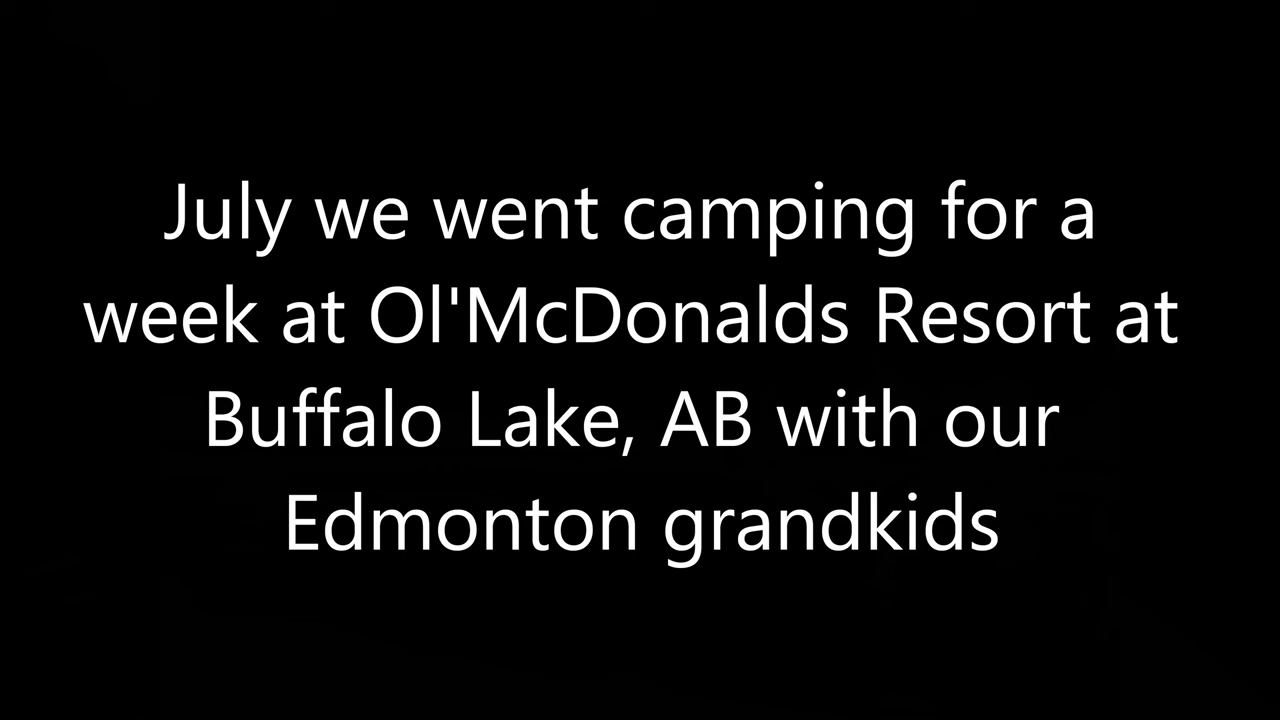 July we went camping for a
week at Ol'McDonalds Resort at
Buffalo Lake, AB with our
Edmonton grandkids